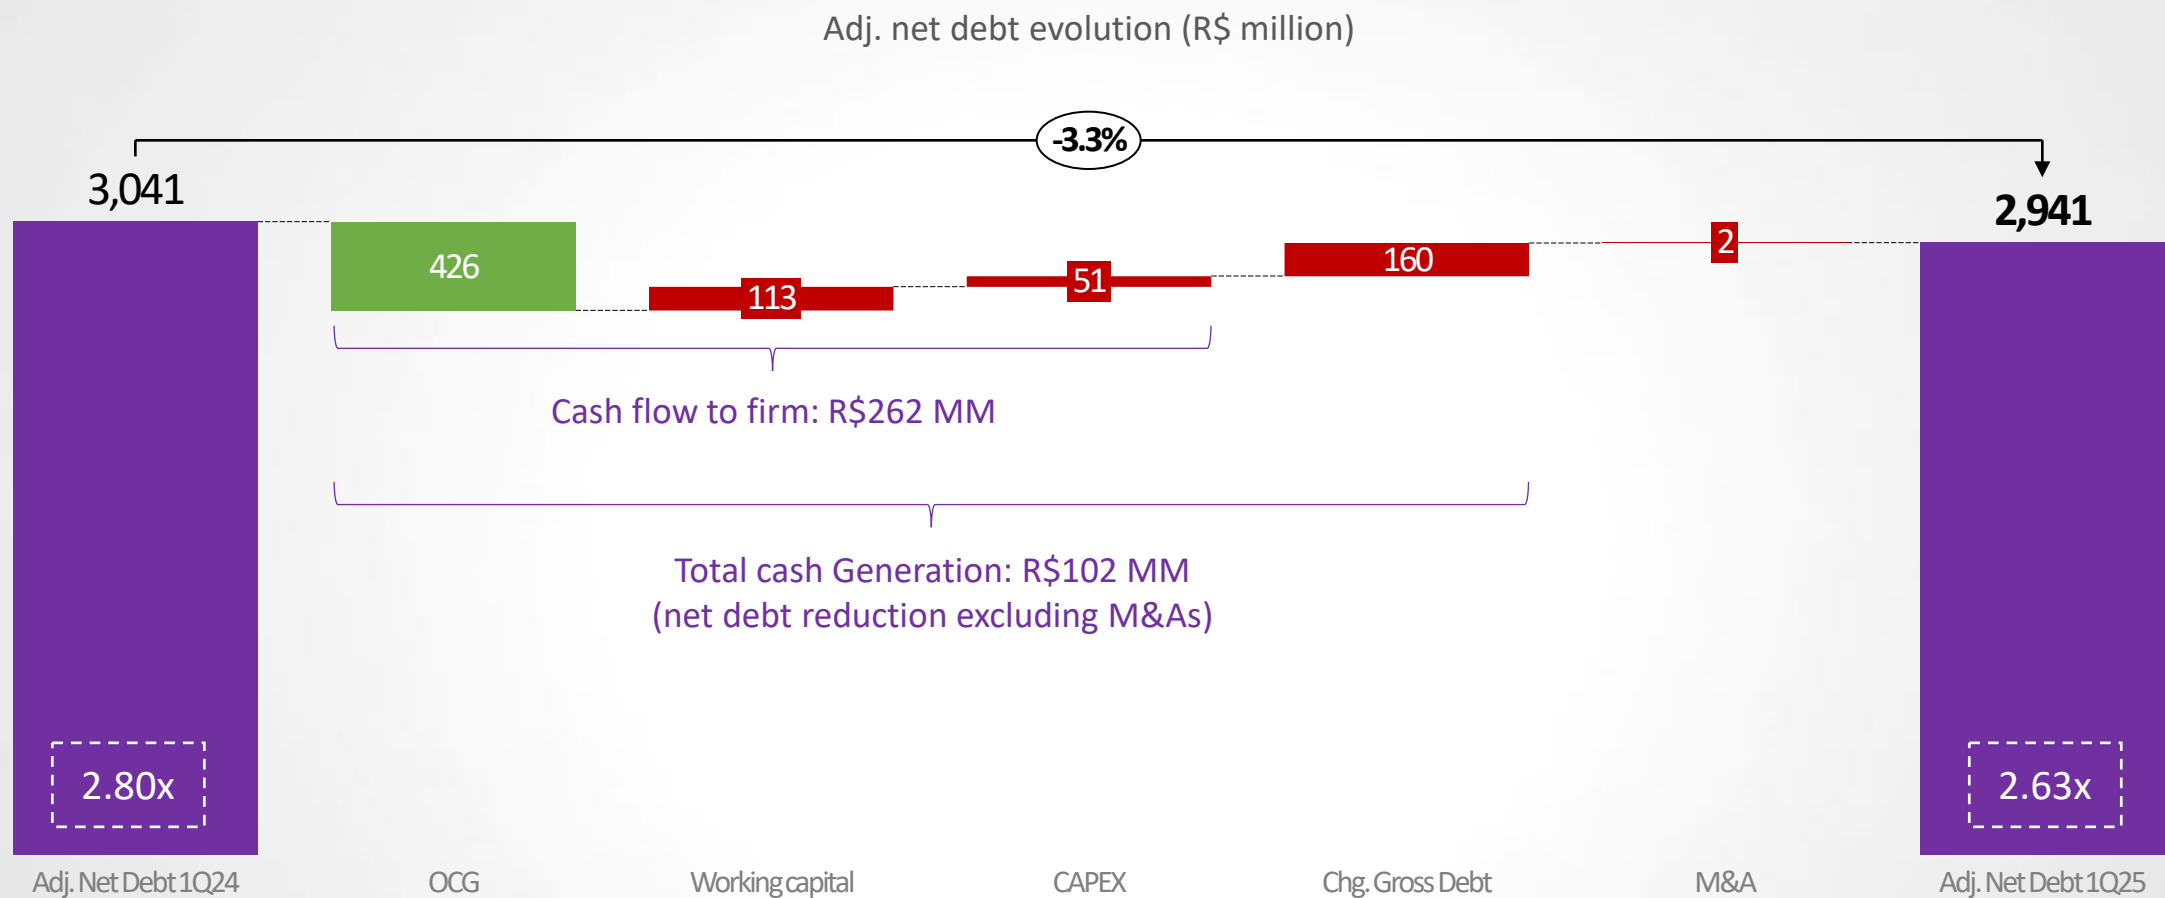 Adj. net debt evolution (R$ million)
-3.3%
3,041
2,941
426
113
51
160
2
Cash flow to firm: R$262 MM
Total cash Generation: R$102 MM
(net debt reduction excluding M&As)
2.80x
2.63x
Adj. Net Debt 1Q24
OCG
Working capital
CAPEX
Chg. Gross Debt
M&A
Adj. Net Debt 1Q25